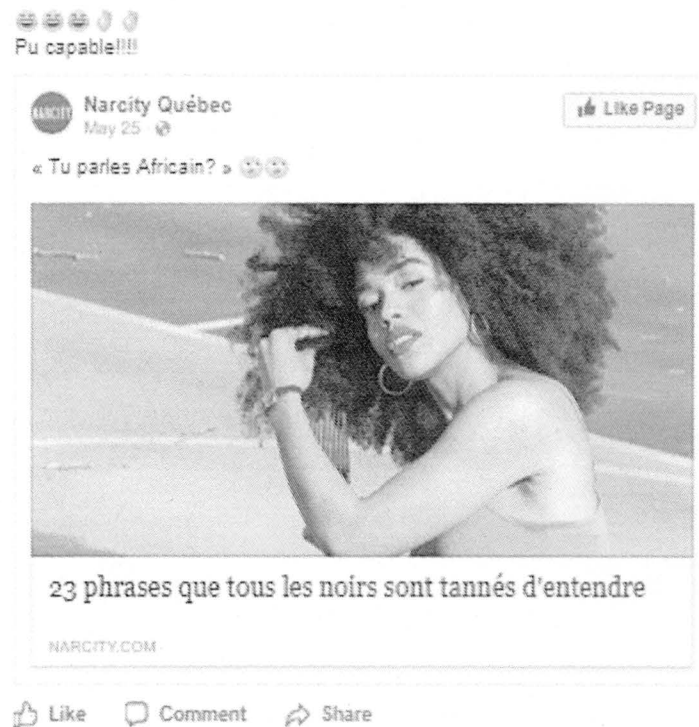 Pu capable!!!!
NARCITY
Narcity Québec
Like Page
May 25
« Tu parles Africain? »
23 phrases que tous les noirs sont tannés d'entendre
NARCITY.COM
Like
Comment
Share